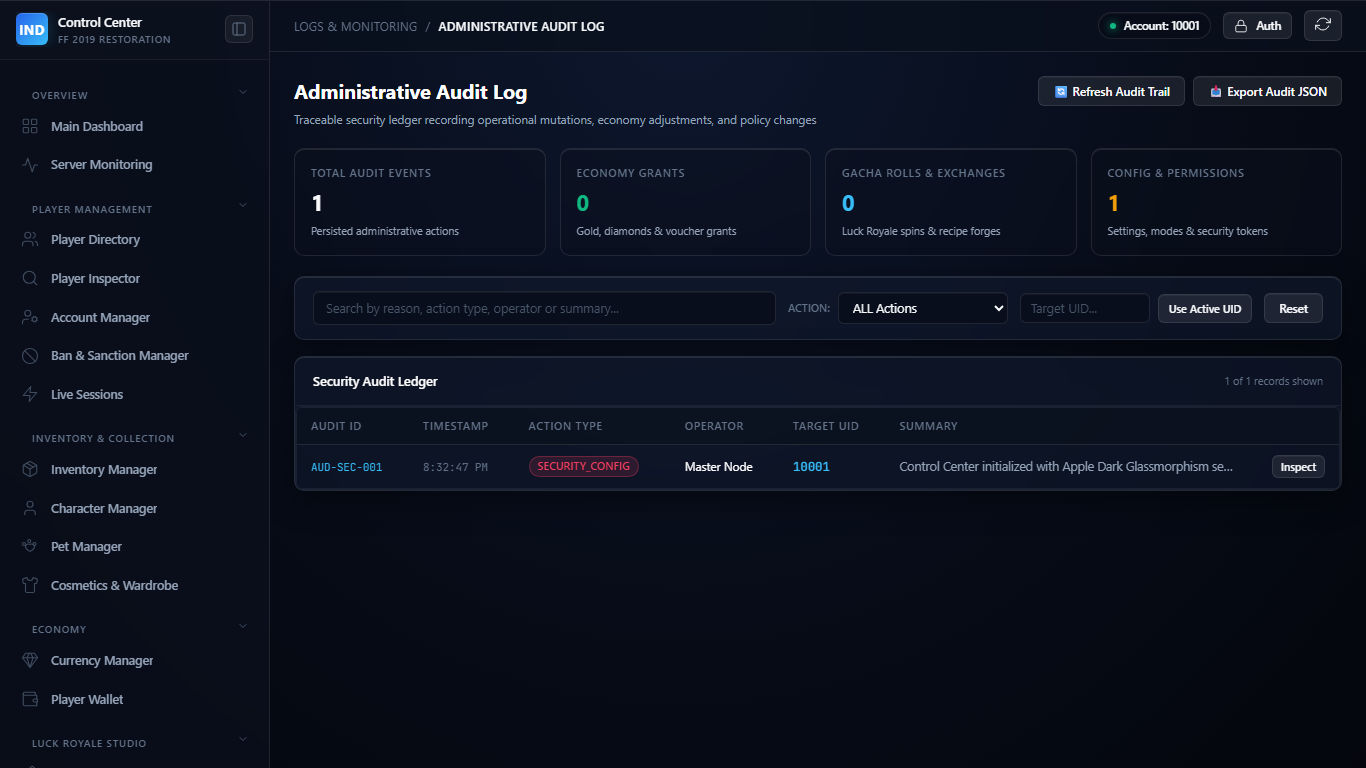 IND
Control Center
FF 2019 RESTORATION
OVERVIEW
Main Dashboard
Server Monitoring
PLAYER MANAGEMENT
Player Directory
Player Inspector
Account Manager
Ban & Sanction Manager
Live Sessions
INVENTORY & COLLECTION
Inventory Manager
Character Manager
Pet Manager
Cosmetics & Wardrobe
ECONOMY
Currency Manager
Player Wallet
LUCK ROYALE STUDIO
LOGS & MONITORING / ADMINISTRATIVE AUDIT LOG
Account: 10001
Auth
Administrative Audit Log
Traceable security ledger recording operational mutations, economy adjustments, and policy changes
Refresh Audit Trail
Export Audit JSON
TOTAL AUDIT EVENTS
1
Persisted administrative actions
ECONOMY GRANTS
0
Gold, diamonds & voucher grants
GACHA ROLLS & EXCHANGES
0
Luck Royale spins & recipe forges
CONFIG & PERMISSIONS
1
Settings, modes & security tokens
Search by reason, action type, operator or summary...
ACTION:
ALL Actions
Target UID...
Use Active UID
Reset
Security Audit Ledger
1 of 1 records shown
AUDIT ID TIMESTAMP ACTION TYPE OPERATOR TARGET UID SUMMARY
AUD-SEC-001 8:32:47 PM SECURITY_CONFIG Master Node 10001 Control Center initialized with Apple Dark Glassmorphism se... Inspect